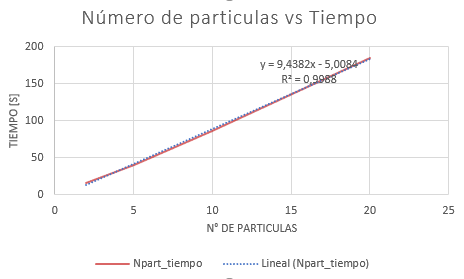 Número de particulas vs Tiempo
y = 9,4382x - 5,0084
R² = 0,9988
TIEMPO [S]
200
150
100
50
0
0 5 10 15 20 25
N° DE PARTICULAS
Npart_tiempo Lineal (Npart_tiempo)